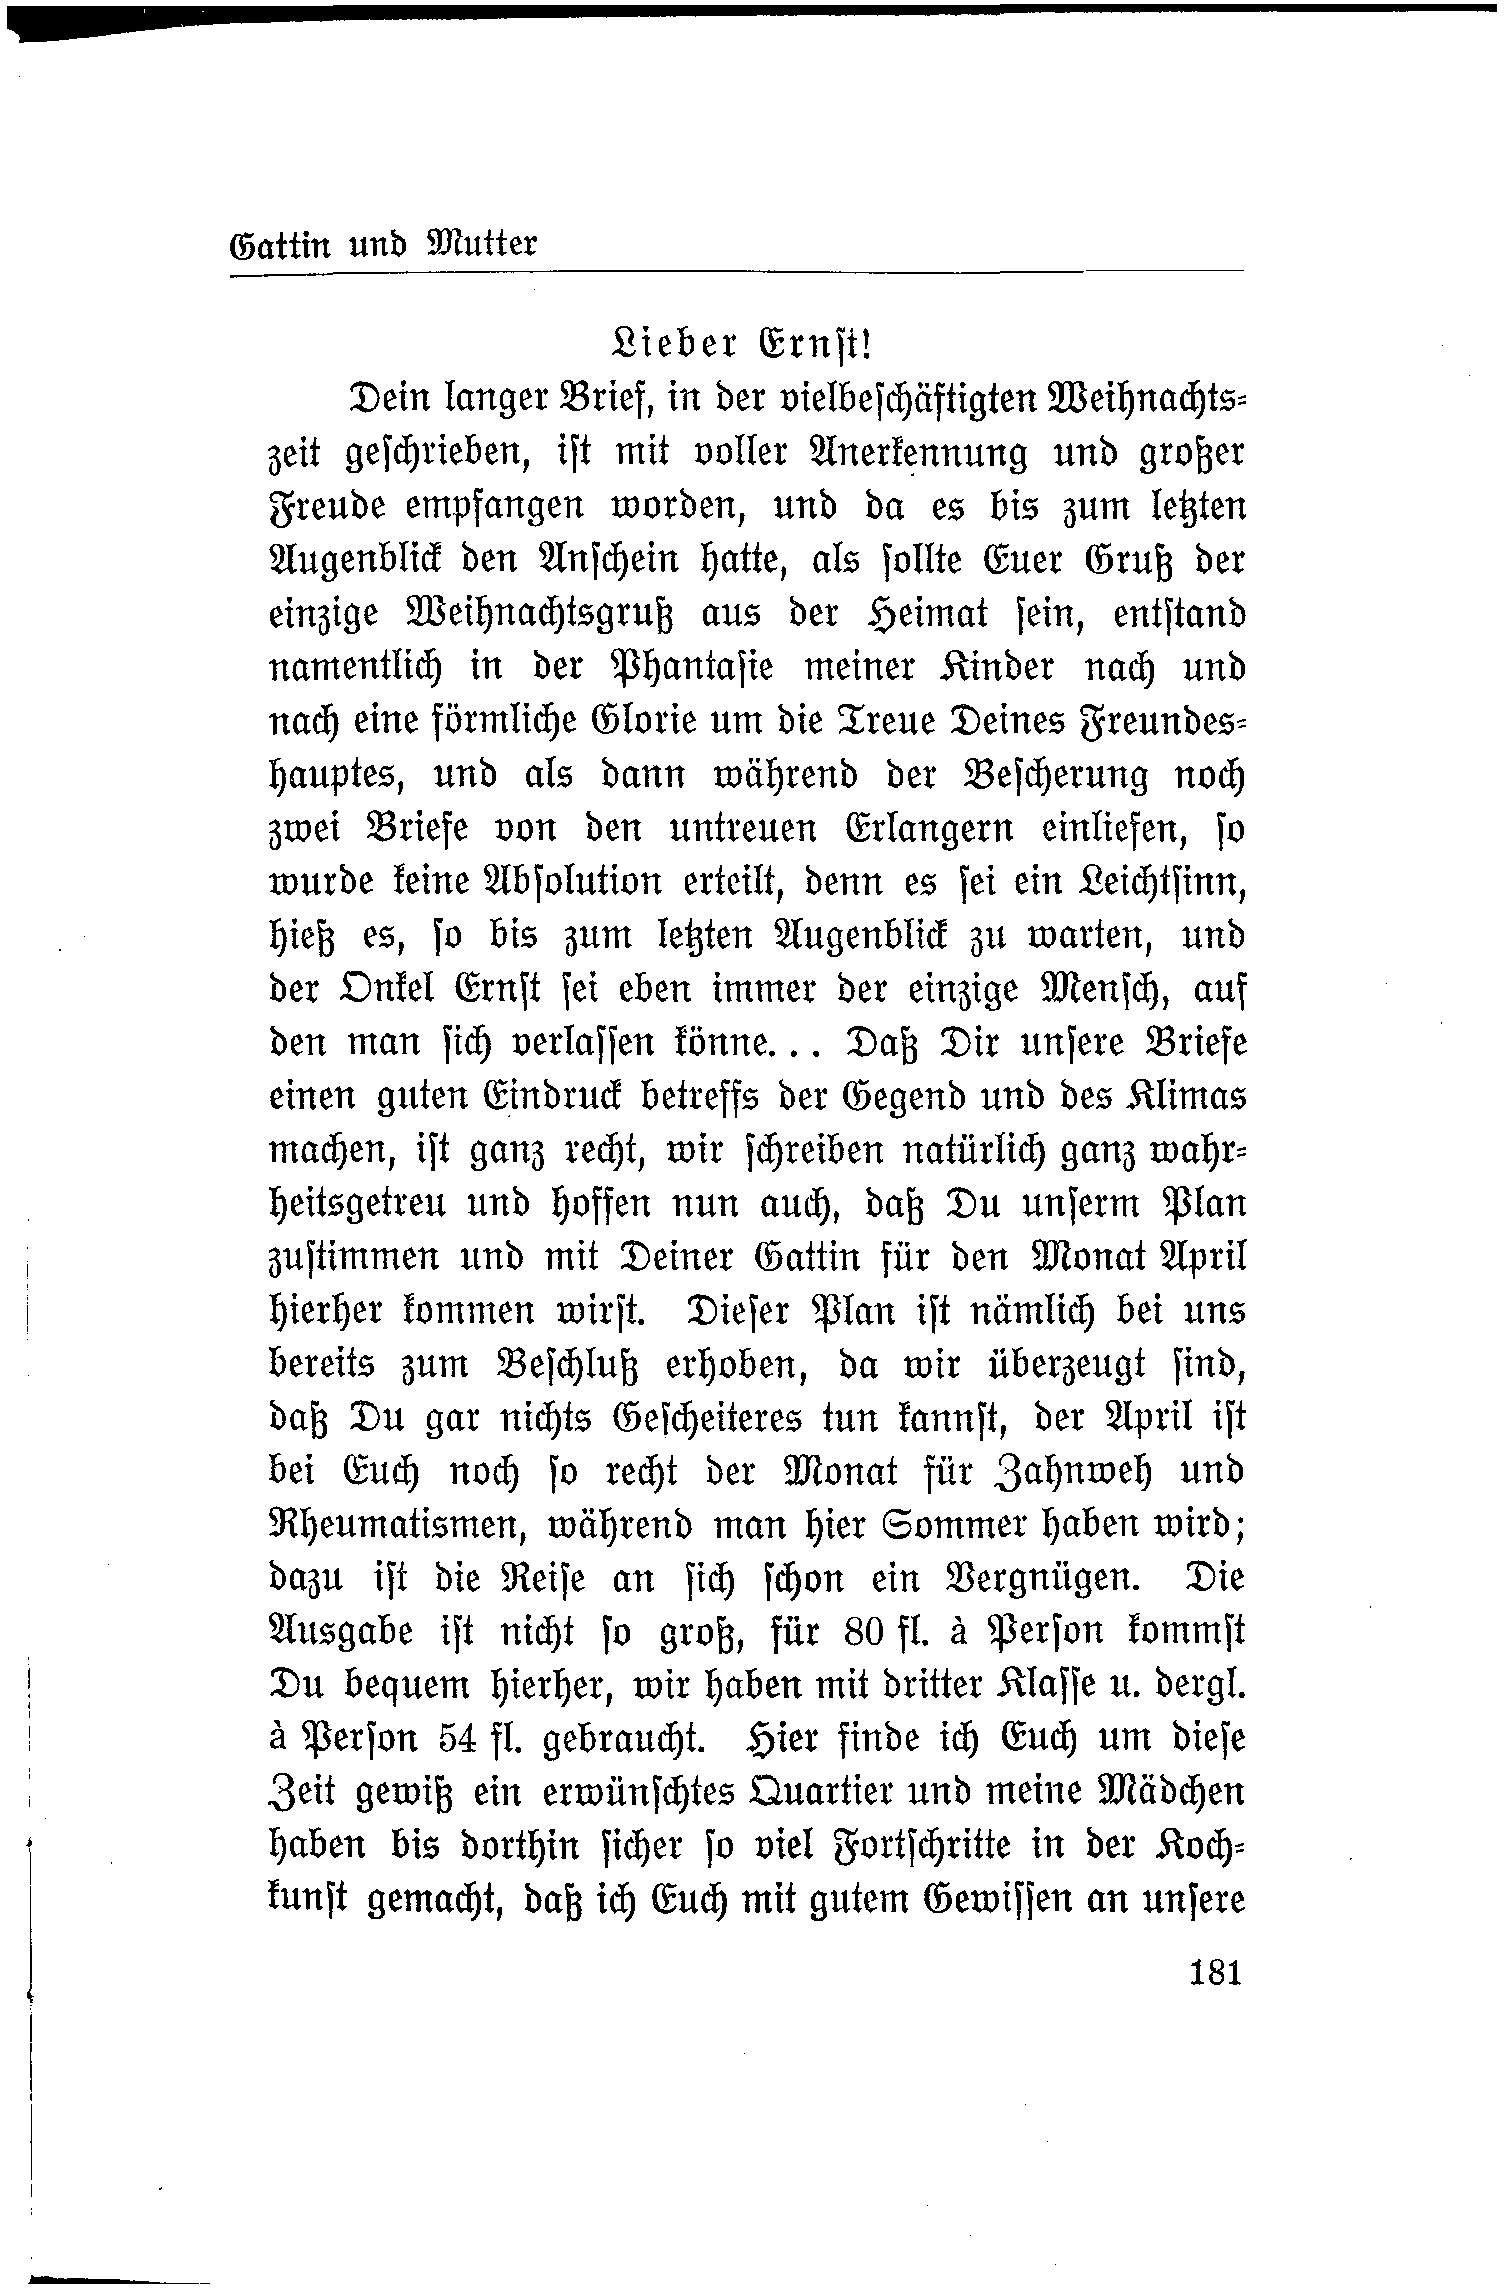 Gattin und Mutter
Lieber Ernst!
Dein langer Brief, in der vielbeschäftigten Weihnachts-
zeit geschrieben, ist mit voller Anerkennung und großer
Freude empfangen worden, und da es bis zum letzten
Augenblick den Anschein hatte, als sollte Euer Gruß der
einzige Weihnachtsgruß aus der Heimat sein, entstand
namentlich in der Phantasie meiner Kinder nach und
nach eine förmliche Glorie um die Treue Deines Freundes-
hauptes, und als dann während der Bescherung noch
zwei Briefe von den untreuen Erlangern einliefen, so
wurde keine Absolution erteilt, denn es sei ein Leichtsinn,
hieß es, so bis zum letzten Augenblick zu warten, und
der Onkel Ernst sei eben immer der einzige Mensch, auf
den man sich verlassen könne... Daß Dir unsere Briefe
einen guten Eindruck betreffs der Gegend und des Klimas
machen, ist ganz recht, wir schreiben natürlich ganz wahr-
heitsgetreu und hoffen nun auch, daß Du unserm Plan
zustimmen und mit Deiner Gattin für den Monat April
hierher kommen wirst. Dieser Plan ist nämlich bei uns
bereits zum Beschluß erhoben, da wir überzeugt sind,
daß Du gar nichts Gescheiteres tun kannst, der April ist
bei Euch noch so recht der Monat für Zahnweh und
Rheumatismen, während man hier Sommer haben wird;
dazu ist die Reise an sich schon ein Vergnügen. Die
Ausgabe ist nicht so groß, für 80 fl. à Person kommst
Du bequem hierher, wir haben mit dritter Klasse u. dergl.
à Person 54 fl. gebraucht. Hier finde ich Euch um diese
Zeit gewiß ein erwünschtes Quartier und meine Mädchen
haben bis dorthin sicher so viel Fortschritte in der Koch-
kunst gemacht, daß ich Euch mit gutem Gewissen an unsere
181